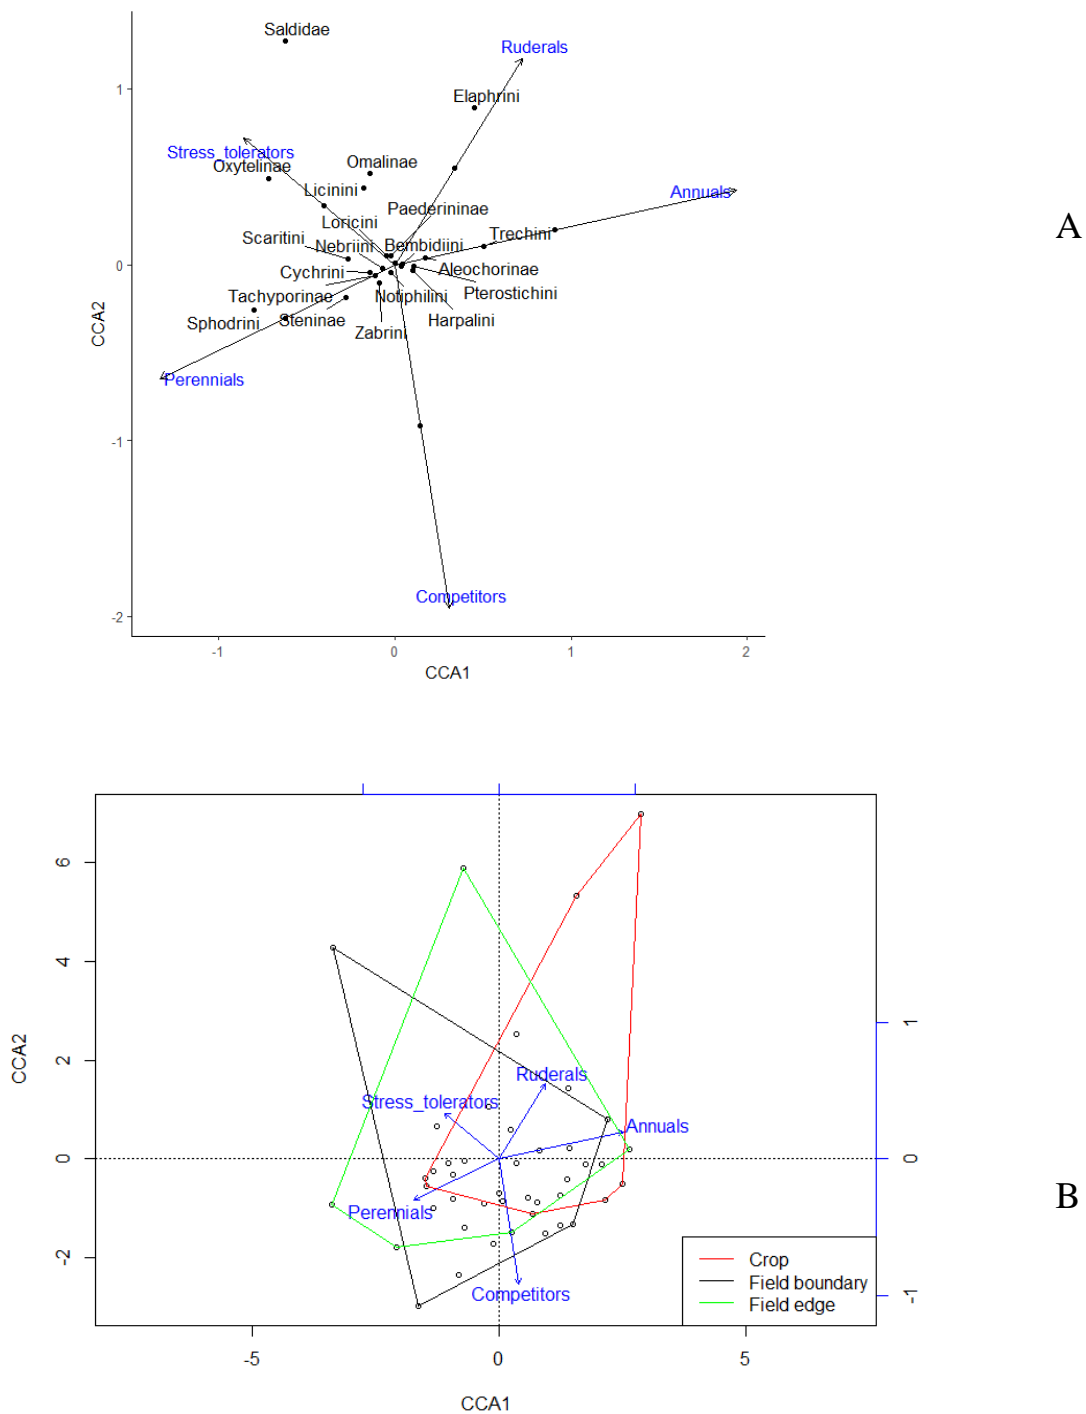 Saldidae
Ruderals
1
Elaphrini
Stress_tolerators
Oxytelinae
Omalinae
Licinini
Annuals
Paederininae
Loricini
A
Scaritini
Nebriini
Bembidiini
Trechini
0
Cychrini
Aleochorinae
Tachyporinae
Notiphilini
Pterostichini
Sphodrini
Steninae
Zabrini
Harpalini
CCA2
Perennials
-1
Competitors
-2
-1
0
1
2
CCA1
6
4
2
0
-2
CCA2
1
0
-1
Ruderals
Stress_tolerators
Annuals
Perennials
B
Competitors
Crop
Field boundary
Field edge
-5
0
5
CCA1